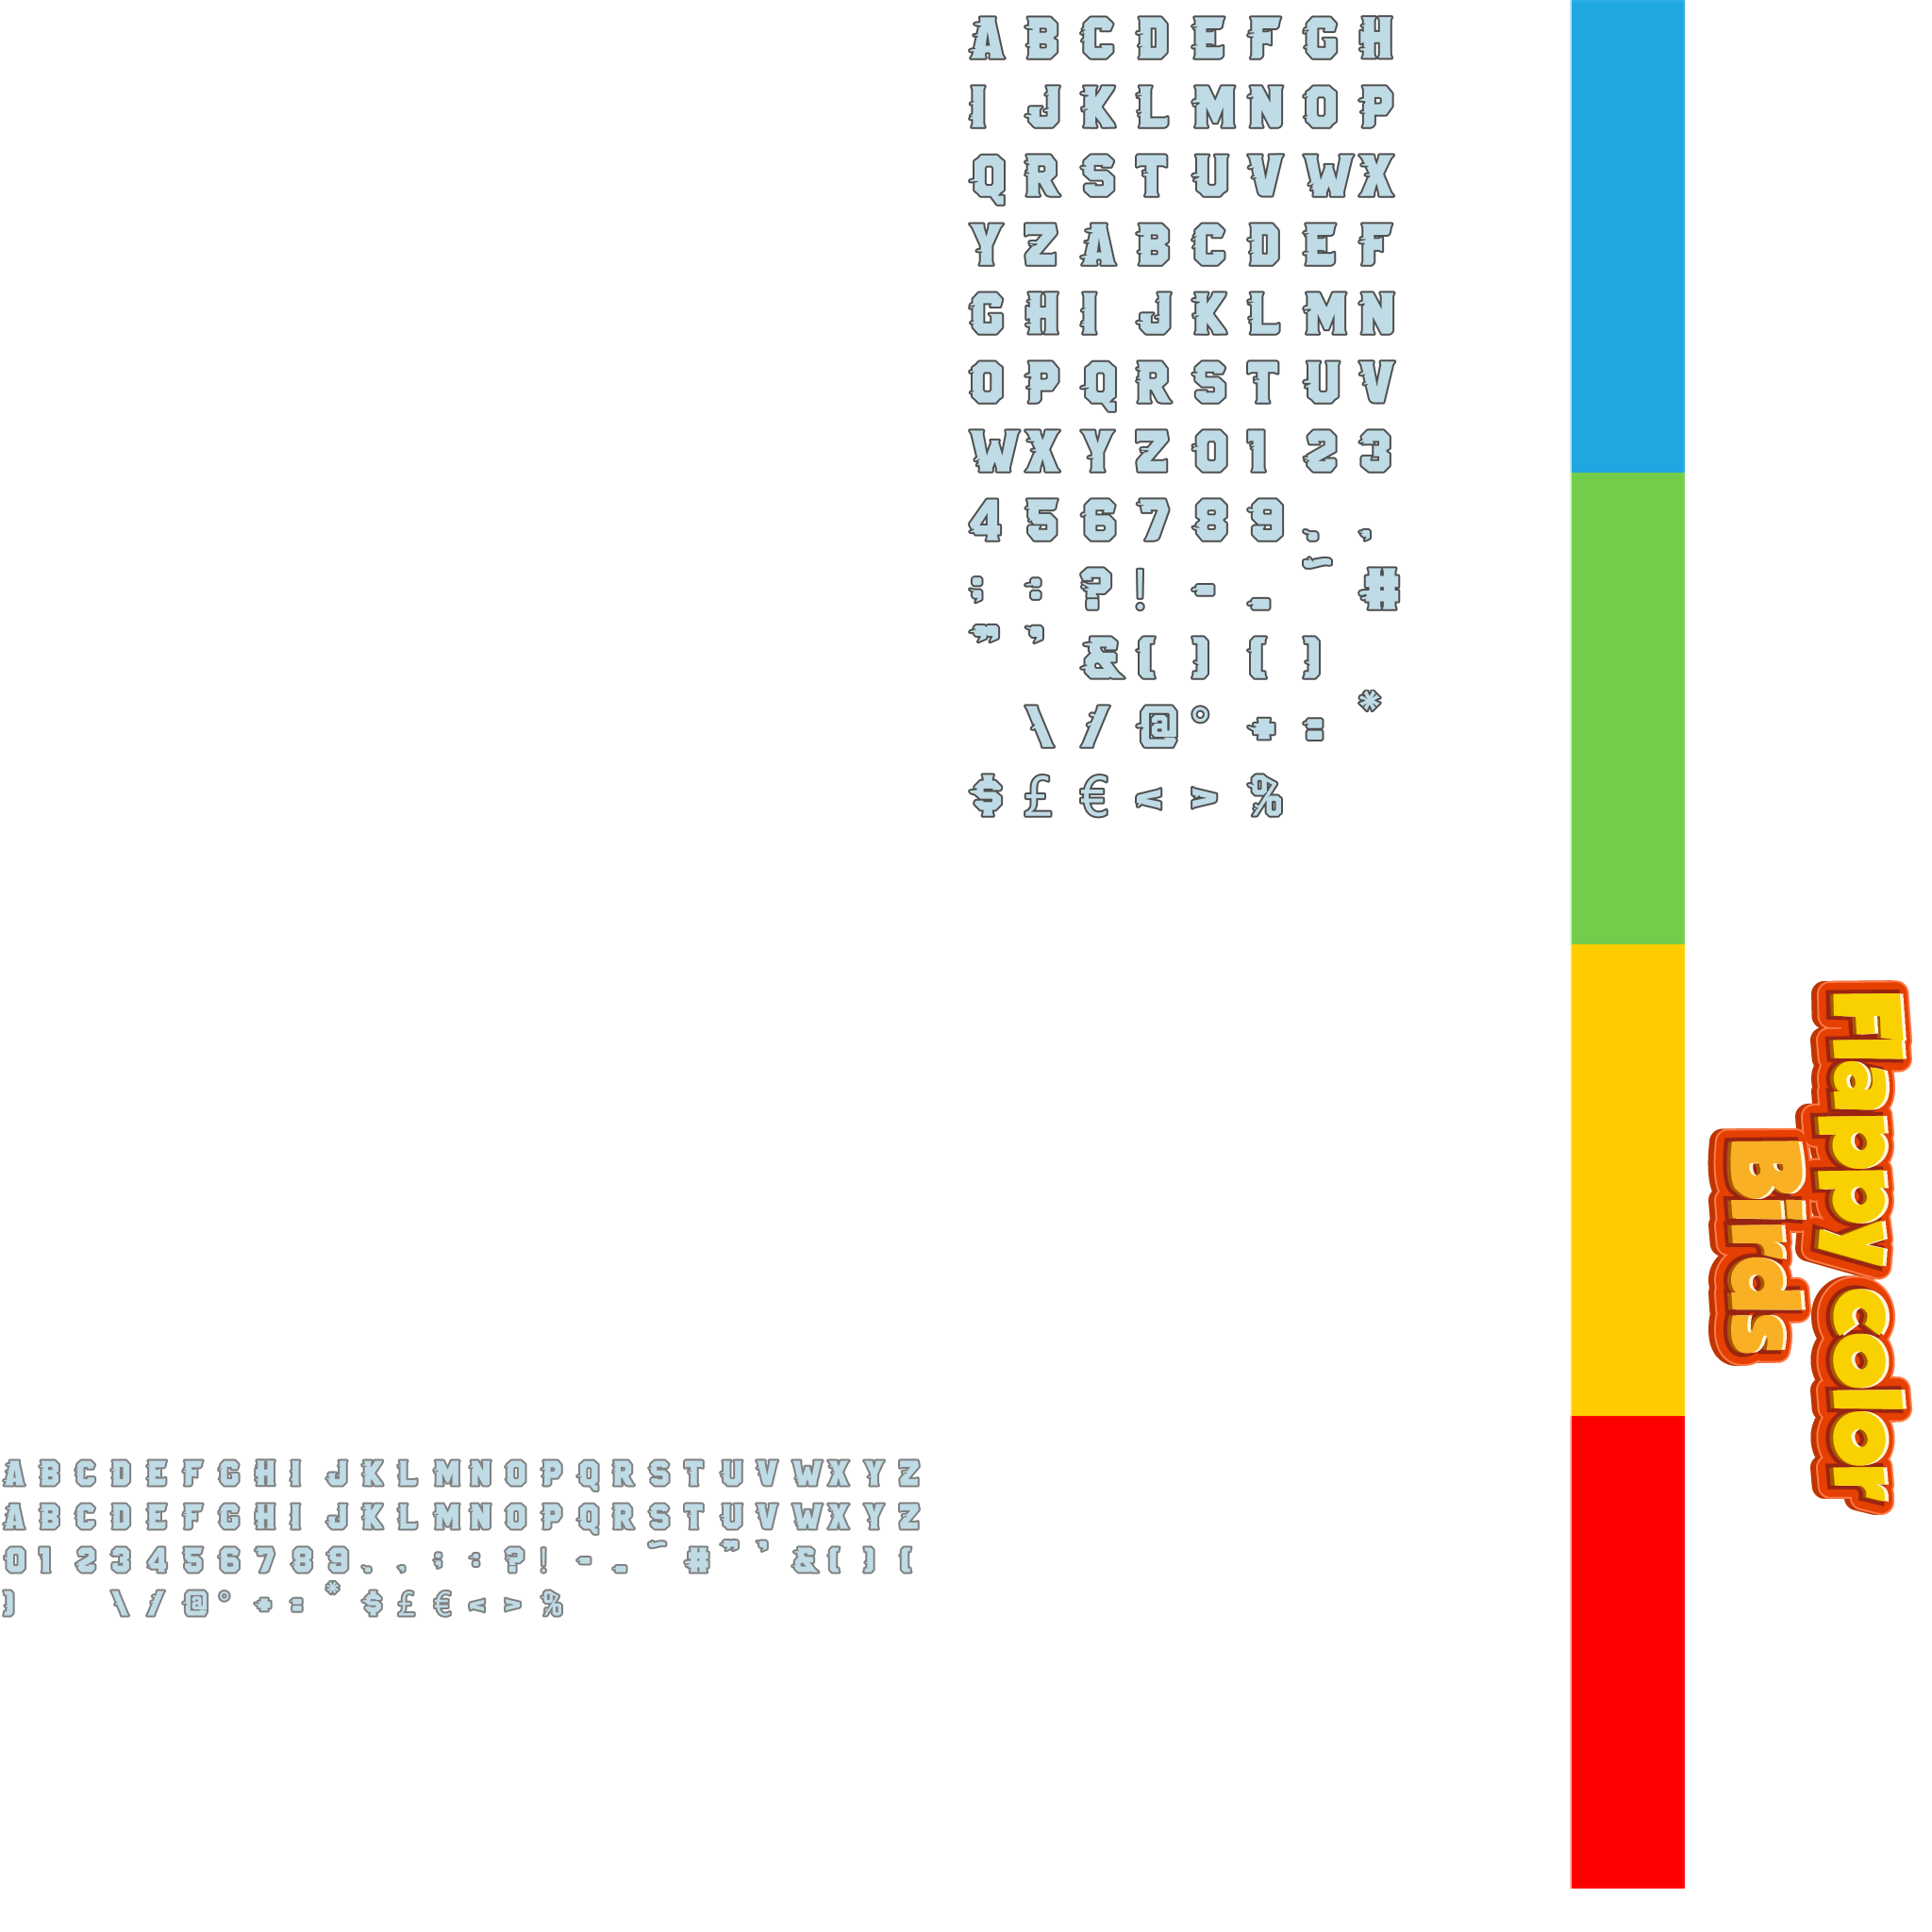 A B C D E F G H
I J K L M N O P
Q R S T U V W X
Y Z A B C D E F
G H I J K L M N
O P Q R S T U V
W X Y Z 0 1 2 3
4 5 6 7 8 9 . ,
; : ? ! - _ ~ #
" ' & ( ) [ ]
\ / @ ° + = *
$ £ € < > %
Flappy color
Birds
A B C D E F G H I J K L M N O P Q R S T U V W X Y Z
A B C D E F G H I J K L M N O P Q R S T U V W X Y Z
0 1 2 3 4 5 6 7 8 9 . , ; : ? ! - _ ~ # " ' & ( ) [
] \ / @ ° + = * $ £ € < > %